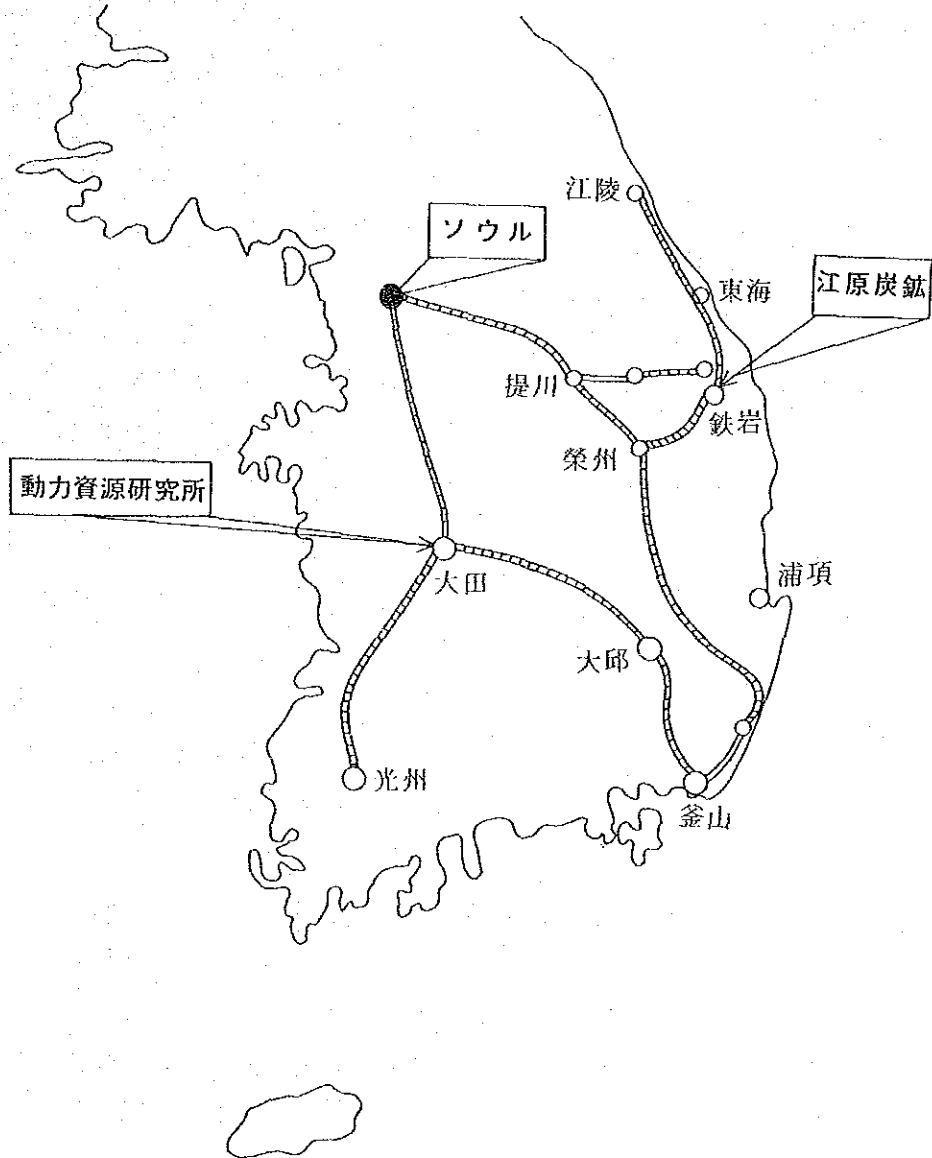 江陵
ソウル
東海
江原炭鉱
提川
鉄岩
榮州
動力資源研究所
大田
浦項
大邱
光州
釜山